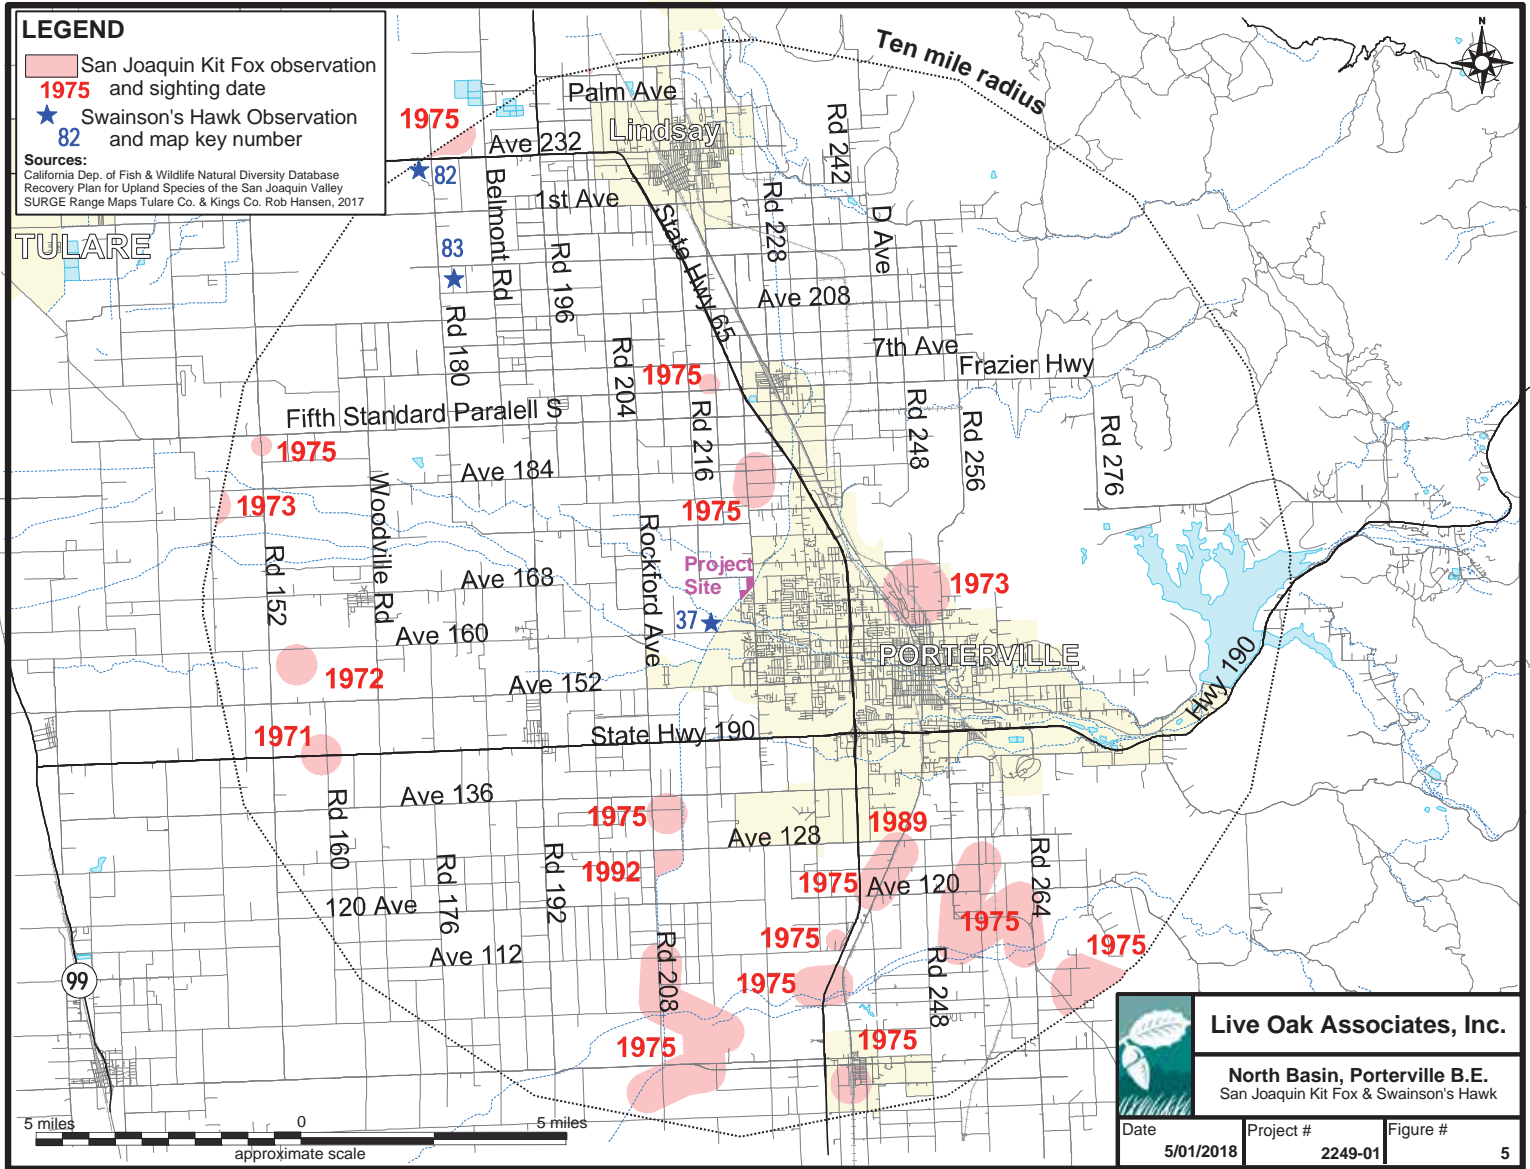 LEGEND
San Joaquin Kit Fox observation
1975 and sighting date
Swainson's Hawk Observation
82 and map key number
Sources:
California Dep. of Fish & Wildlife Natural Diversity Database
Recovery Plan for Upland Species of the San Joaquin Valley
SURGE Range Maps Tulare Co. & Kings Co. Rob Hansen, 2017
N
Ten mile radius
Palm Ave
Lindsay
1975
Ave 232
82
Rd 242
Belmont Rd
1st Ave
Rd 228
D Ave
State Hwy 65
TULARE
83
Rd 196
Ave 208
Rd 180
Rd 204
7th Ave
Frazier Hwy
1975
Fifth Standard Paralell S
Rd 216
Rd 248
Rd 256
Rd 276
1975
Ave 184
1973
Woodville Rd
1975
Rockford Ave
Rd 152
Ave 168
Project
Site
1973
37
Ave 160
PORTERVILLE
1972
Ave 152
Hwy 190
1971
State Hwy 190
Rd 160
Ave 136
1975
Ave 128
1989
Rd 264
1992
Rd 176
Rd 192
1975
Ave 120
120 Ave
1975
1975
1975
Ave 112
Rd 208
Rd 248
99
1975
1975
1975
5 miles
0
5 miles
approximate scale
Live Oak Associates, Inc.
North Basin, Porterville B.E.
San Joaquin Kit Fox & Swainson's Hawk
Date
5/01/2018
Project #
2249-01
Figure #
5